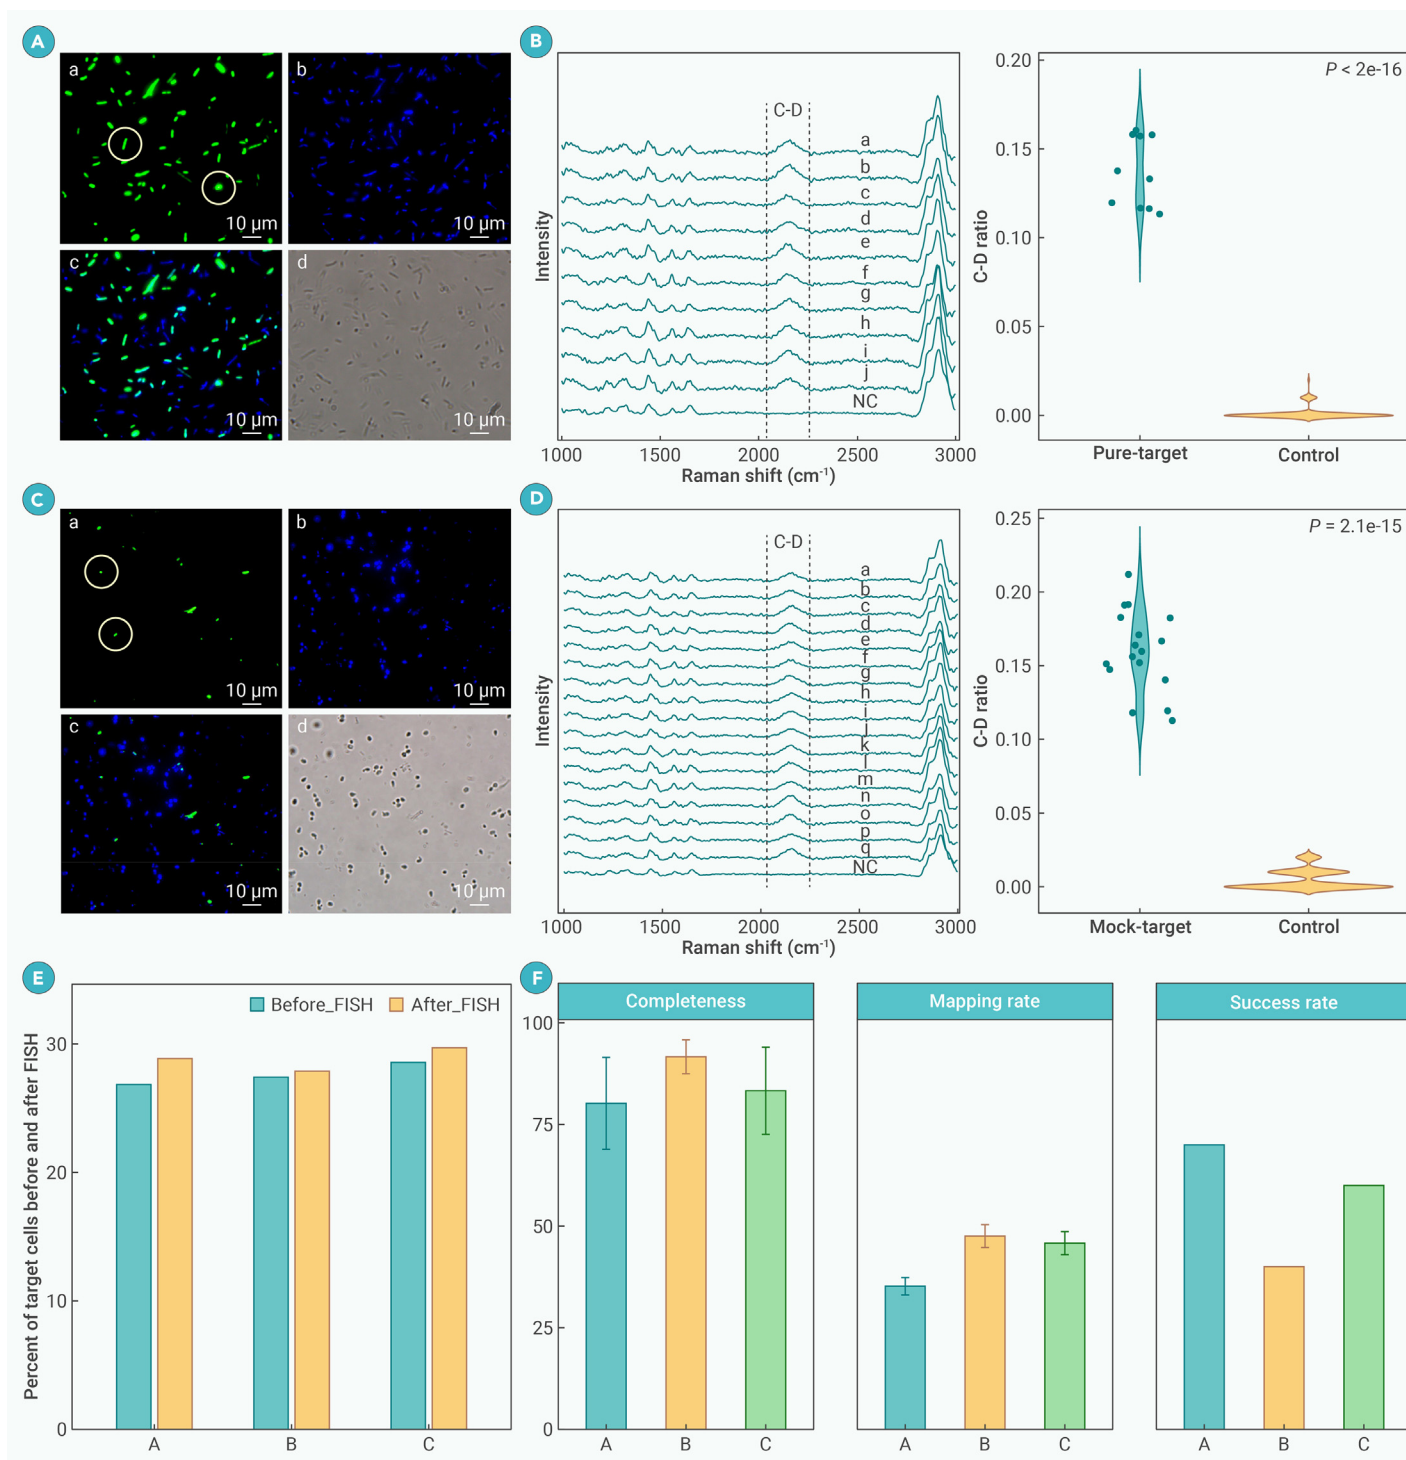 A
a
10 µm
b
10 µm
c
10 µm
d
10 µm
B
Intensity
C-D
a
b
c
d
e
f
g
h
i
j
NC
1000 1500 2000 2500 3000
Raman shift (cm⁻¹)
C-D ratio
0.20
0.15
0.10
0.05
0.00
P < 2e-16
Pure-target Control
C
a
10 µm
b
10 µm
c
10 µm
d
10 µm
D
Intensity
C-D
a
b
c
d
e
f
g
h
i
j
k
l
m
n
o
p
q
NC
1000 1500 2000 2500 3000
Raman shift (cm⁻¹)
C-D ratio
0.25
0.20
0.15
0.10
0.05
0.00
P = 2.1e-15
Mock-target Control
E
Percent of target cells before and after FISH
Before_FISH After_FISH
30
20
10
0
A B C
F
Completeness Mapping rate Success rate
100
75
50
25
0
A B C A B C A B C